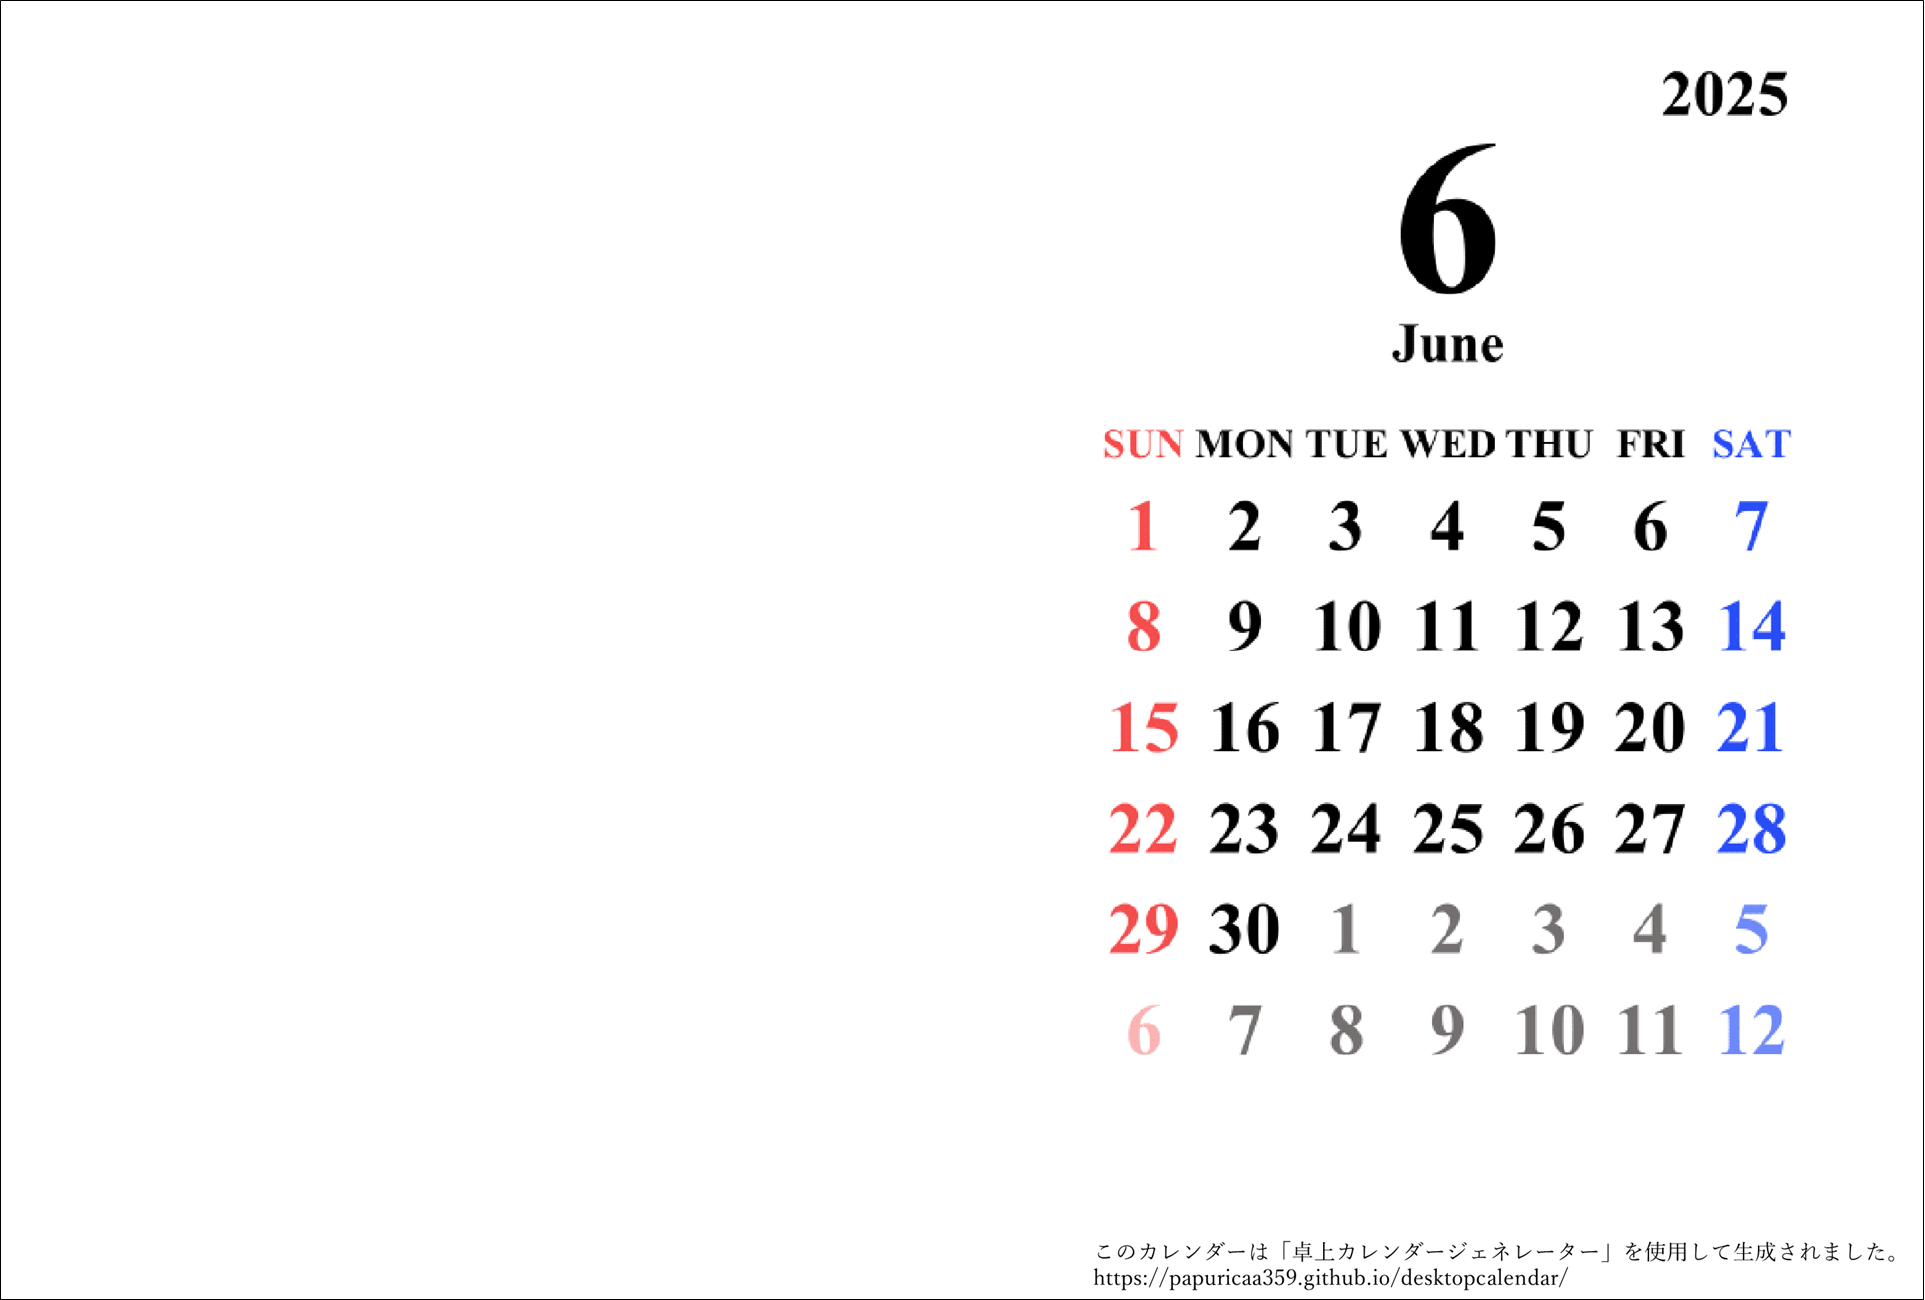 2025
6
June
SUN MON TUE WED THU FRI SAT
1 2 3 4 5 6 7
8 9 10 11 12 13 14
15 16 17 18 19 20 21
22 23 24 25 26 27 28
29 30 1 2 3 4 5
6 7 8 9 10 11 12
このカレンダーは「卓上カレンダージェネレーター」を使用して生成されました。
https://papuricaa359.github.io/desktopcalendar/